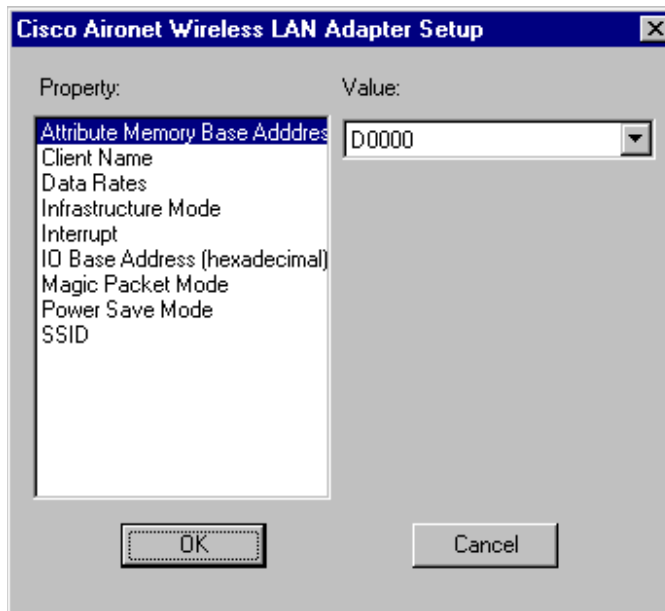 Cisco Aironet Wireless LAN Adapter Setup
Property:
Value:
Attribute Memory Base Adddres
D0000
Client Name
Data Rates
Infrastructure Mode
Interrupt
IO Base Address (hexadecimal)
Magic Packet Mode
Power Save Mode
SSID
OK
Cancel